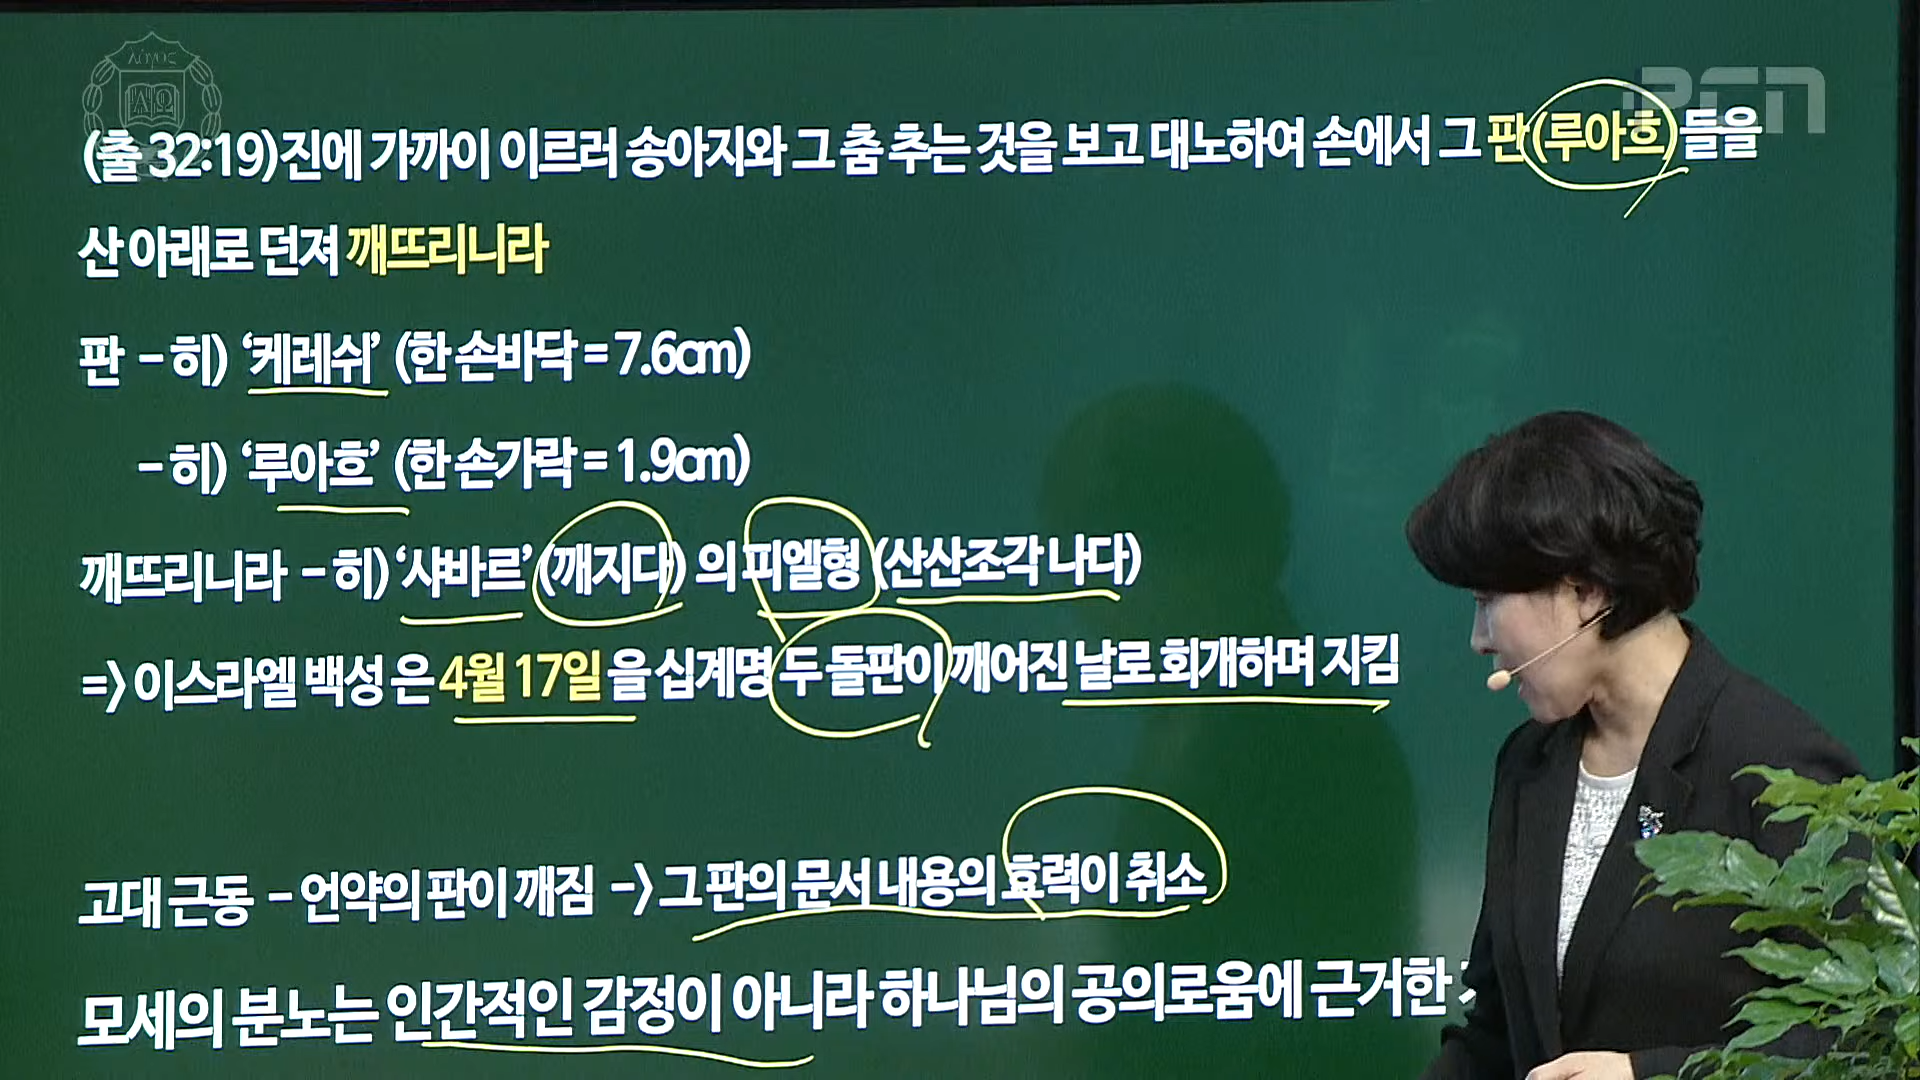 λόγος
ΑΩ
PCN
(출 32:19)진에 가까이 이르러 송아지와 그 춤 추는 것을 보고 대노하여 손에서 그 판(루아흐)들을
산 아래로 던져 깨뜨리니라
판 – 히) ‘케레쉬’ (한 손바닥 = 7.6cm)
– 히) ‘루아흐’ (한 손가락 = 1.9cm)
깨뜨리니라 – 히) ‘샤바르’ (깨지다) 의 피엘형 (산산조각 나다)
=> 이스라엘 백성 은 4월 17일 을 십계명 두 돌판이 깨어진 날로 회개하며 지킴
고대 근동 – 언약의 판이 깨짐 –> 그 판의 문서 내용의 효력이 취소
모세의 분노는 인간적인 감정이 아니라 하나님의 공의로움에 근거한